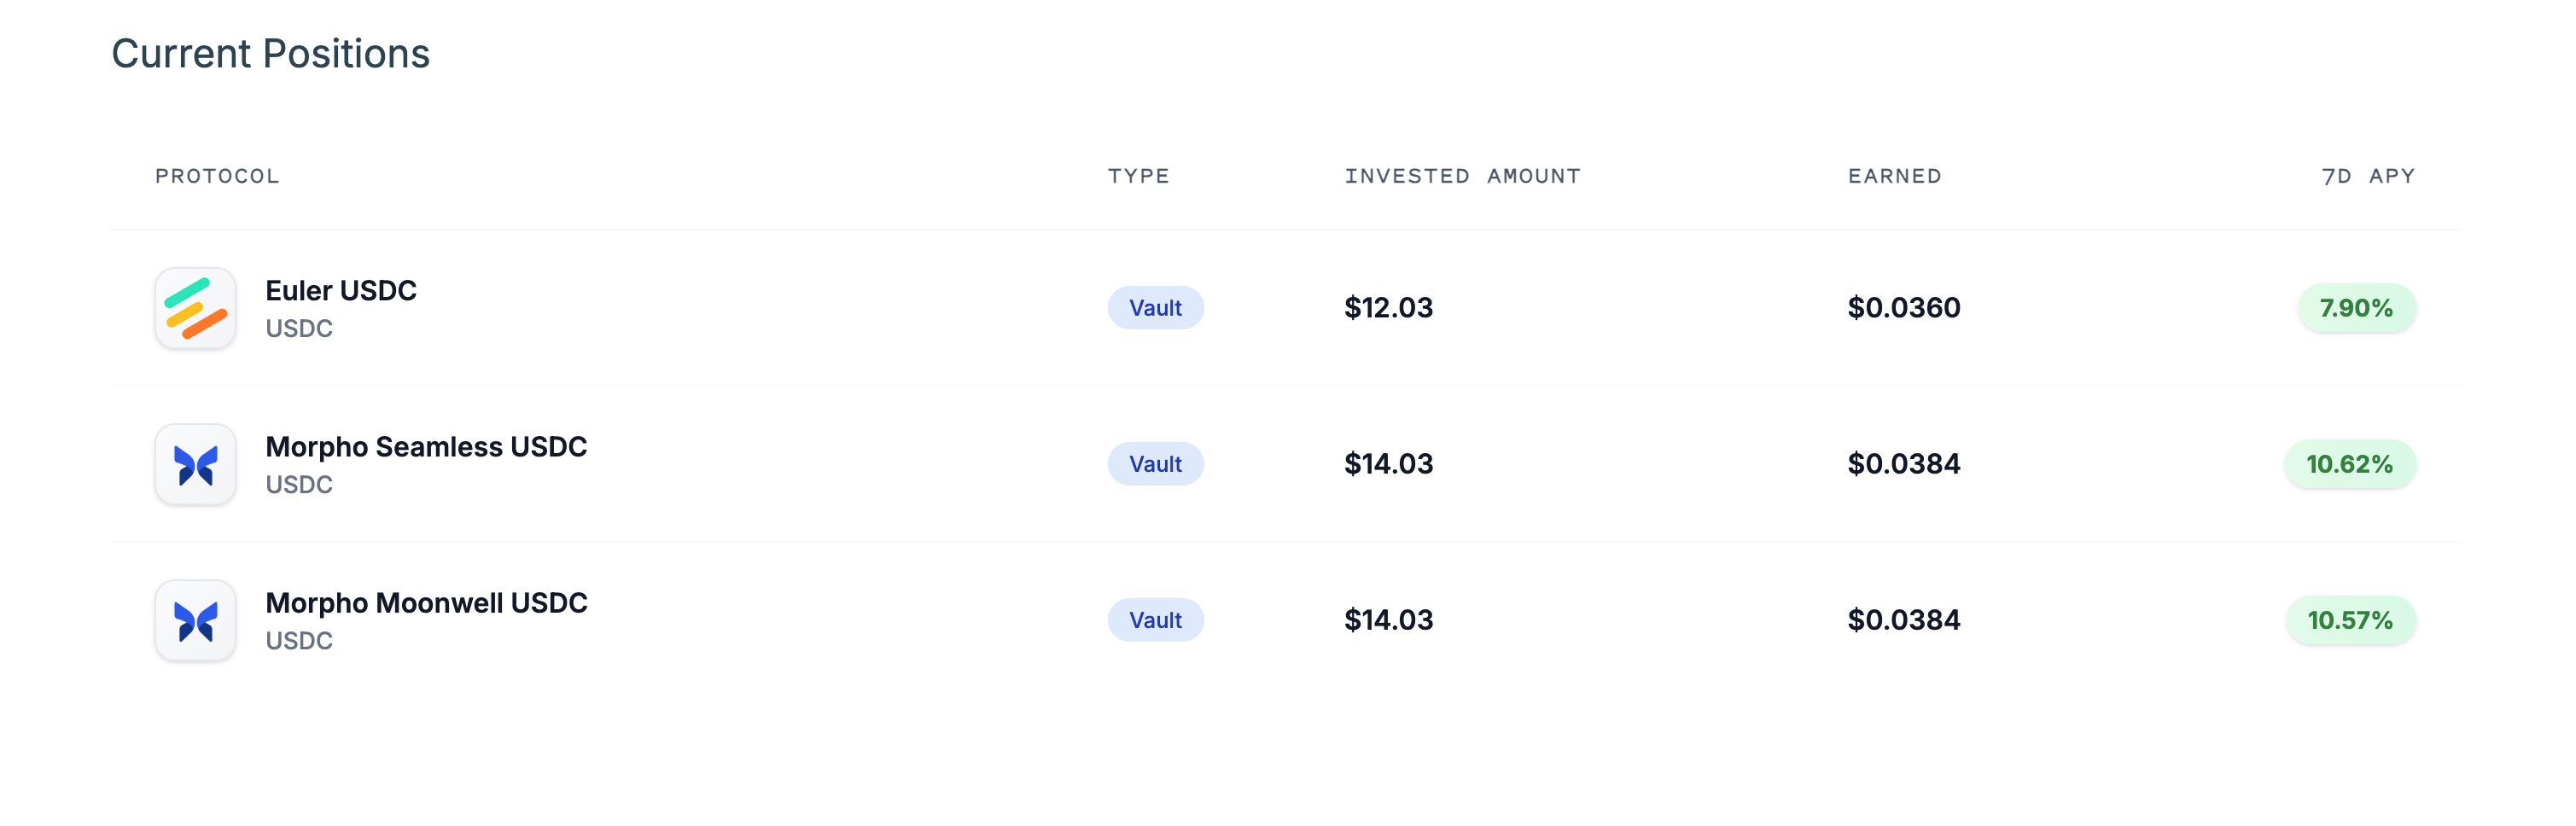 Current Positions
PROTOCOL TYPE INVESTED AMOUNT EARNED 7D APY
Euler USDC
USDC
Vault $12.03 $0.0360 7.90%
Morpho Seamless USDC
USDC
Vault $14.03 $0.0384 10.62%
Morpho Moonwell USDC
USDC
Vault $14.03 $0.0384 10.57%